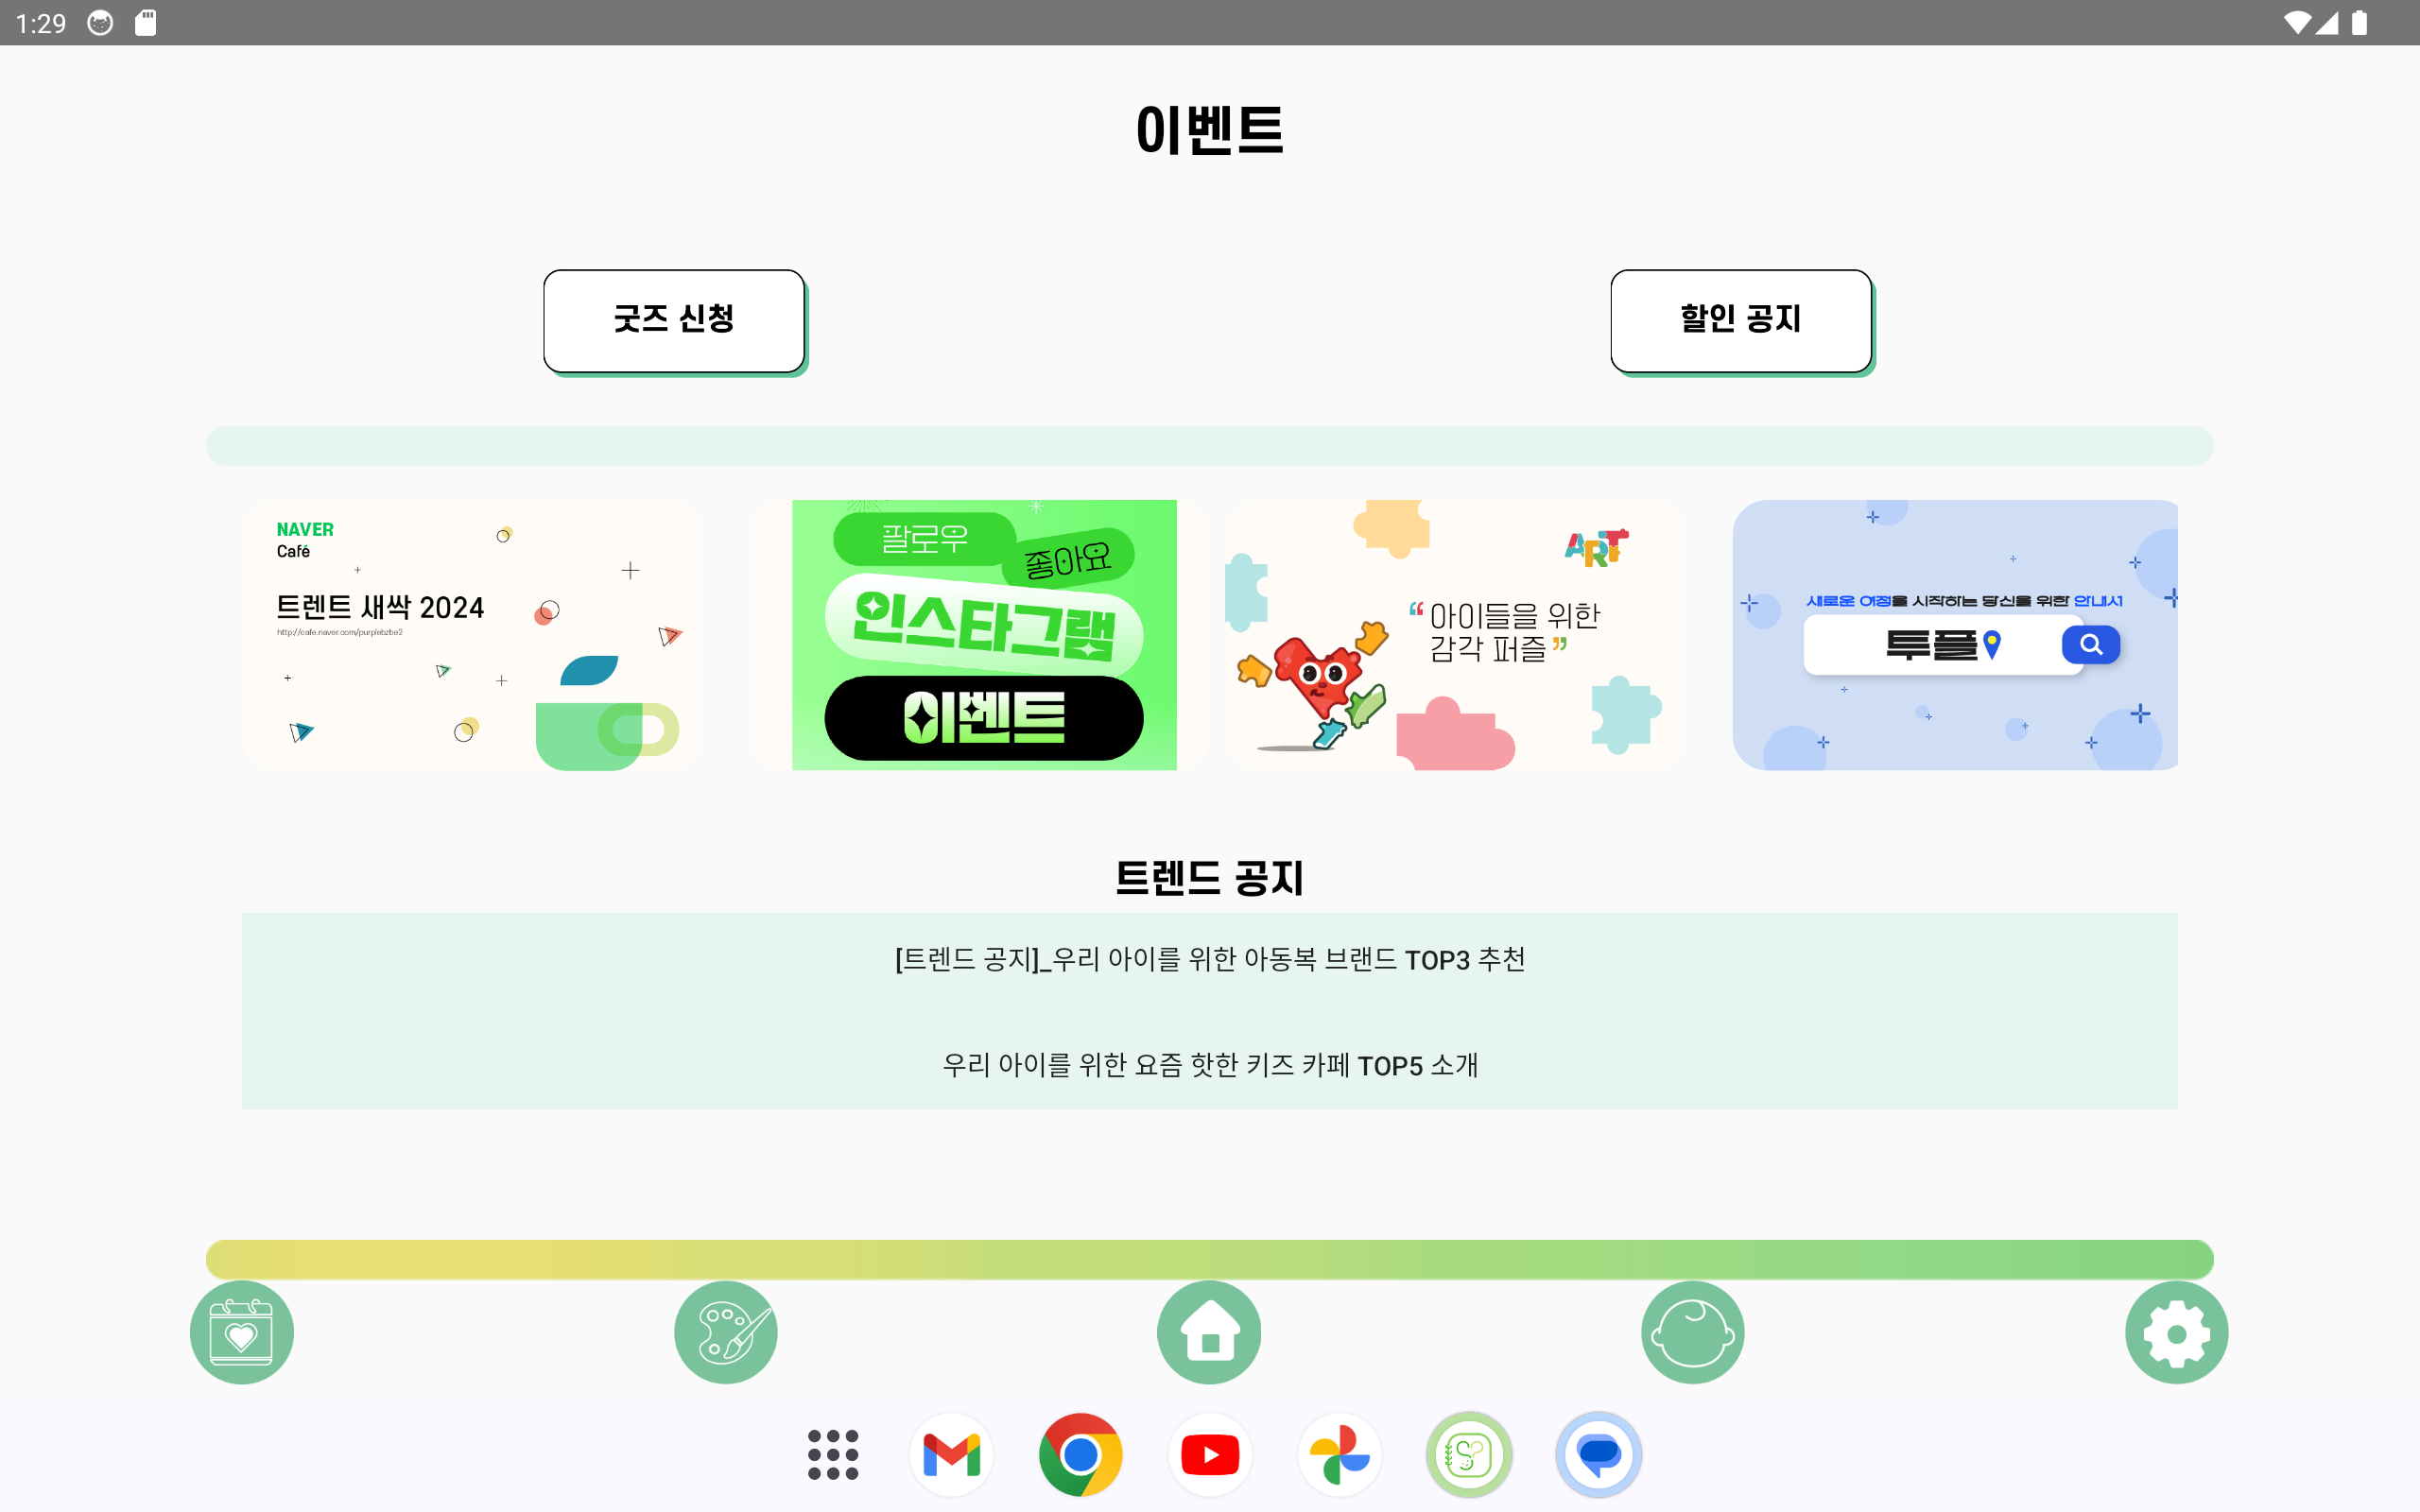 1:29
이벤트
굿즈 신청
할인 공지
NAVER
Café
트렌트 새싹 2024
http://cafe.naver.com/purplebzbe2
팔로우
좋아요
인스타그램
이벤트
ART
“아이들을 위한
감각 퍼즐”
새로운 여정을 시작하는 당신을 위한 안내서
투플
트렌드 공지
[트렌드 공지]_우리 아이를 위한 아동복 브랜드 TOP3 추천
우리 아이를 위한 요즘 핫한 키즈 카페 TOP5 소개